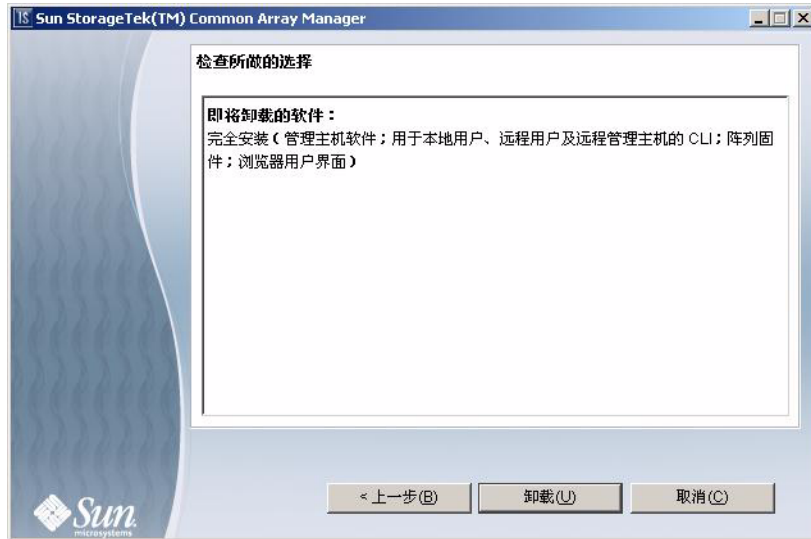 Sun StorageTek(TM) Common Array Manager
检查所做的选择
即将卸载的软件：
完全安装（管理主机软件；用于本地用户、远程用户及远程管理主机的 CLI；阵列固
件；浏览器用户界面）
<上一步(B) 卸载(U) 取消(C)
Sun
microsystems